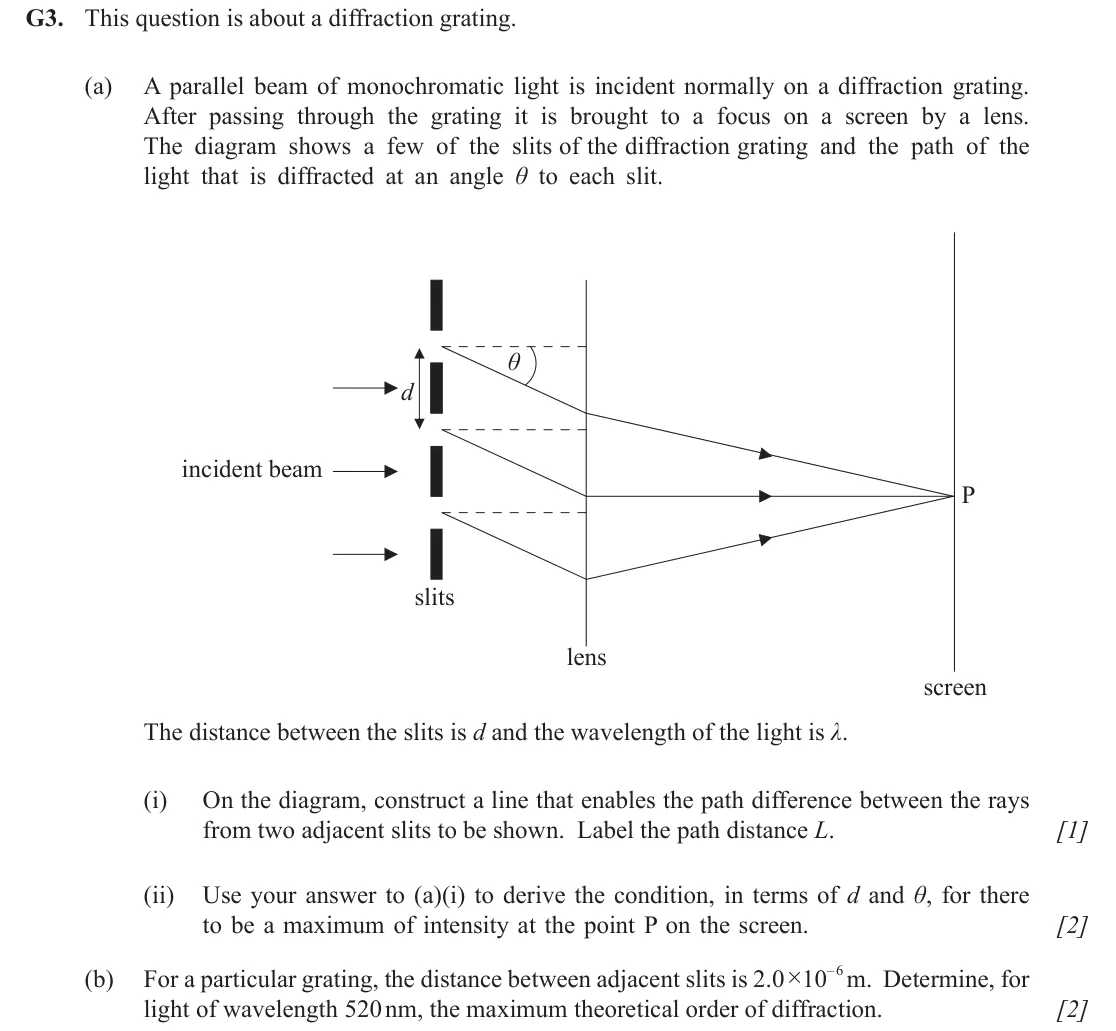 G3. This question is about a diffraction grating.
(a) A parallel beam of monochromatic light is incident normally on a diffraction grating.
After passing through the grating it is brought to a focus on a screen by a lens.
The diagram shows a few of the slits of the diffraction grating and the path of the
light that is diffracted at an angle θ to each slit.
θ
d
incident beam
P
slits
lens
screen
The distance between the slits is d and the wavelength of the light is λ.
(i) On the diagram, construct a line that enables the path difference between the rays
from two adjacent slits to be shown. Label the path distance L. [1]
(ii) Use your answer to (a)(i) to derive the condition, in terms of d and θ, for there
to be a maximum of intensity at the point P on the screen. [2]
(b) For a particular grating, the distance between adjacent slits is 2.0×10⁻⁶ m. Determine, for
light of wavelength 520 nm, the maximum theoretical order of diffraction. [2]